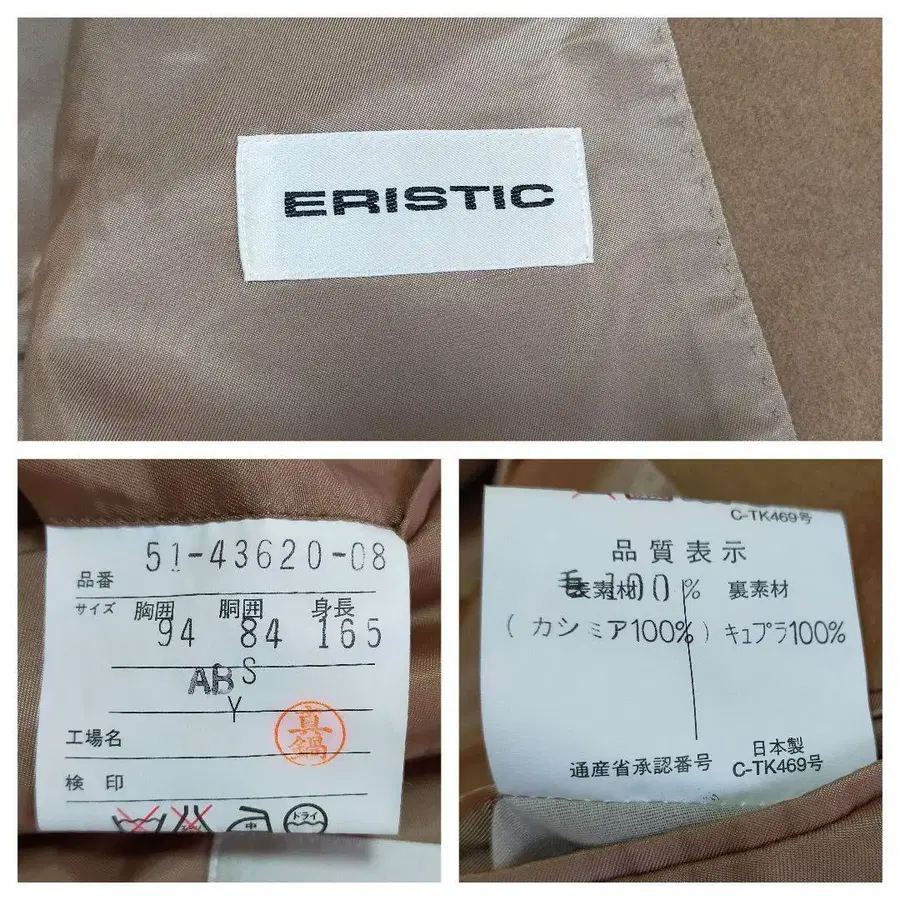 ERISTIC
51-43620-08
品番
サイズ 胸囲 胴囲 身長
94 84 165
AB S
Y
工場名
真鍋
検 印
中 ドライ
C-TK469号
品質表示
表素材 裏素材
毛100%
(カシミア100%) キュプラ100%
日本製
通産省承認番号 C-TK469号